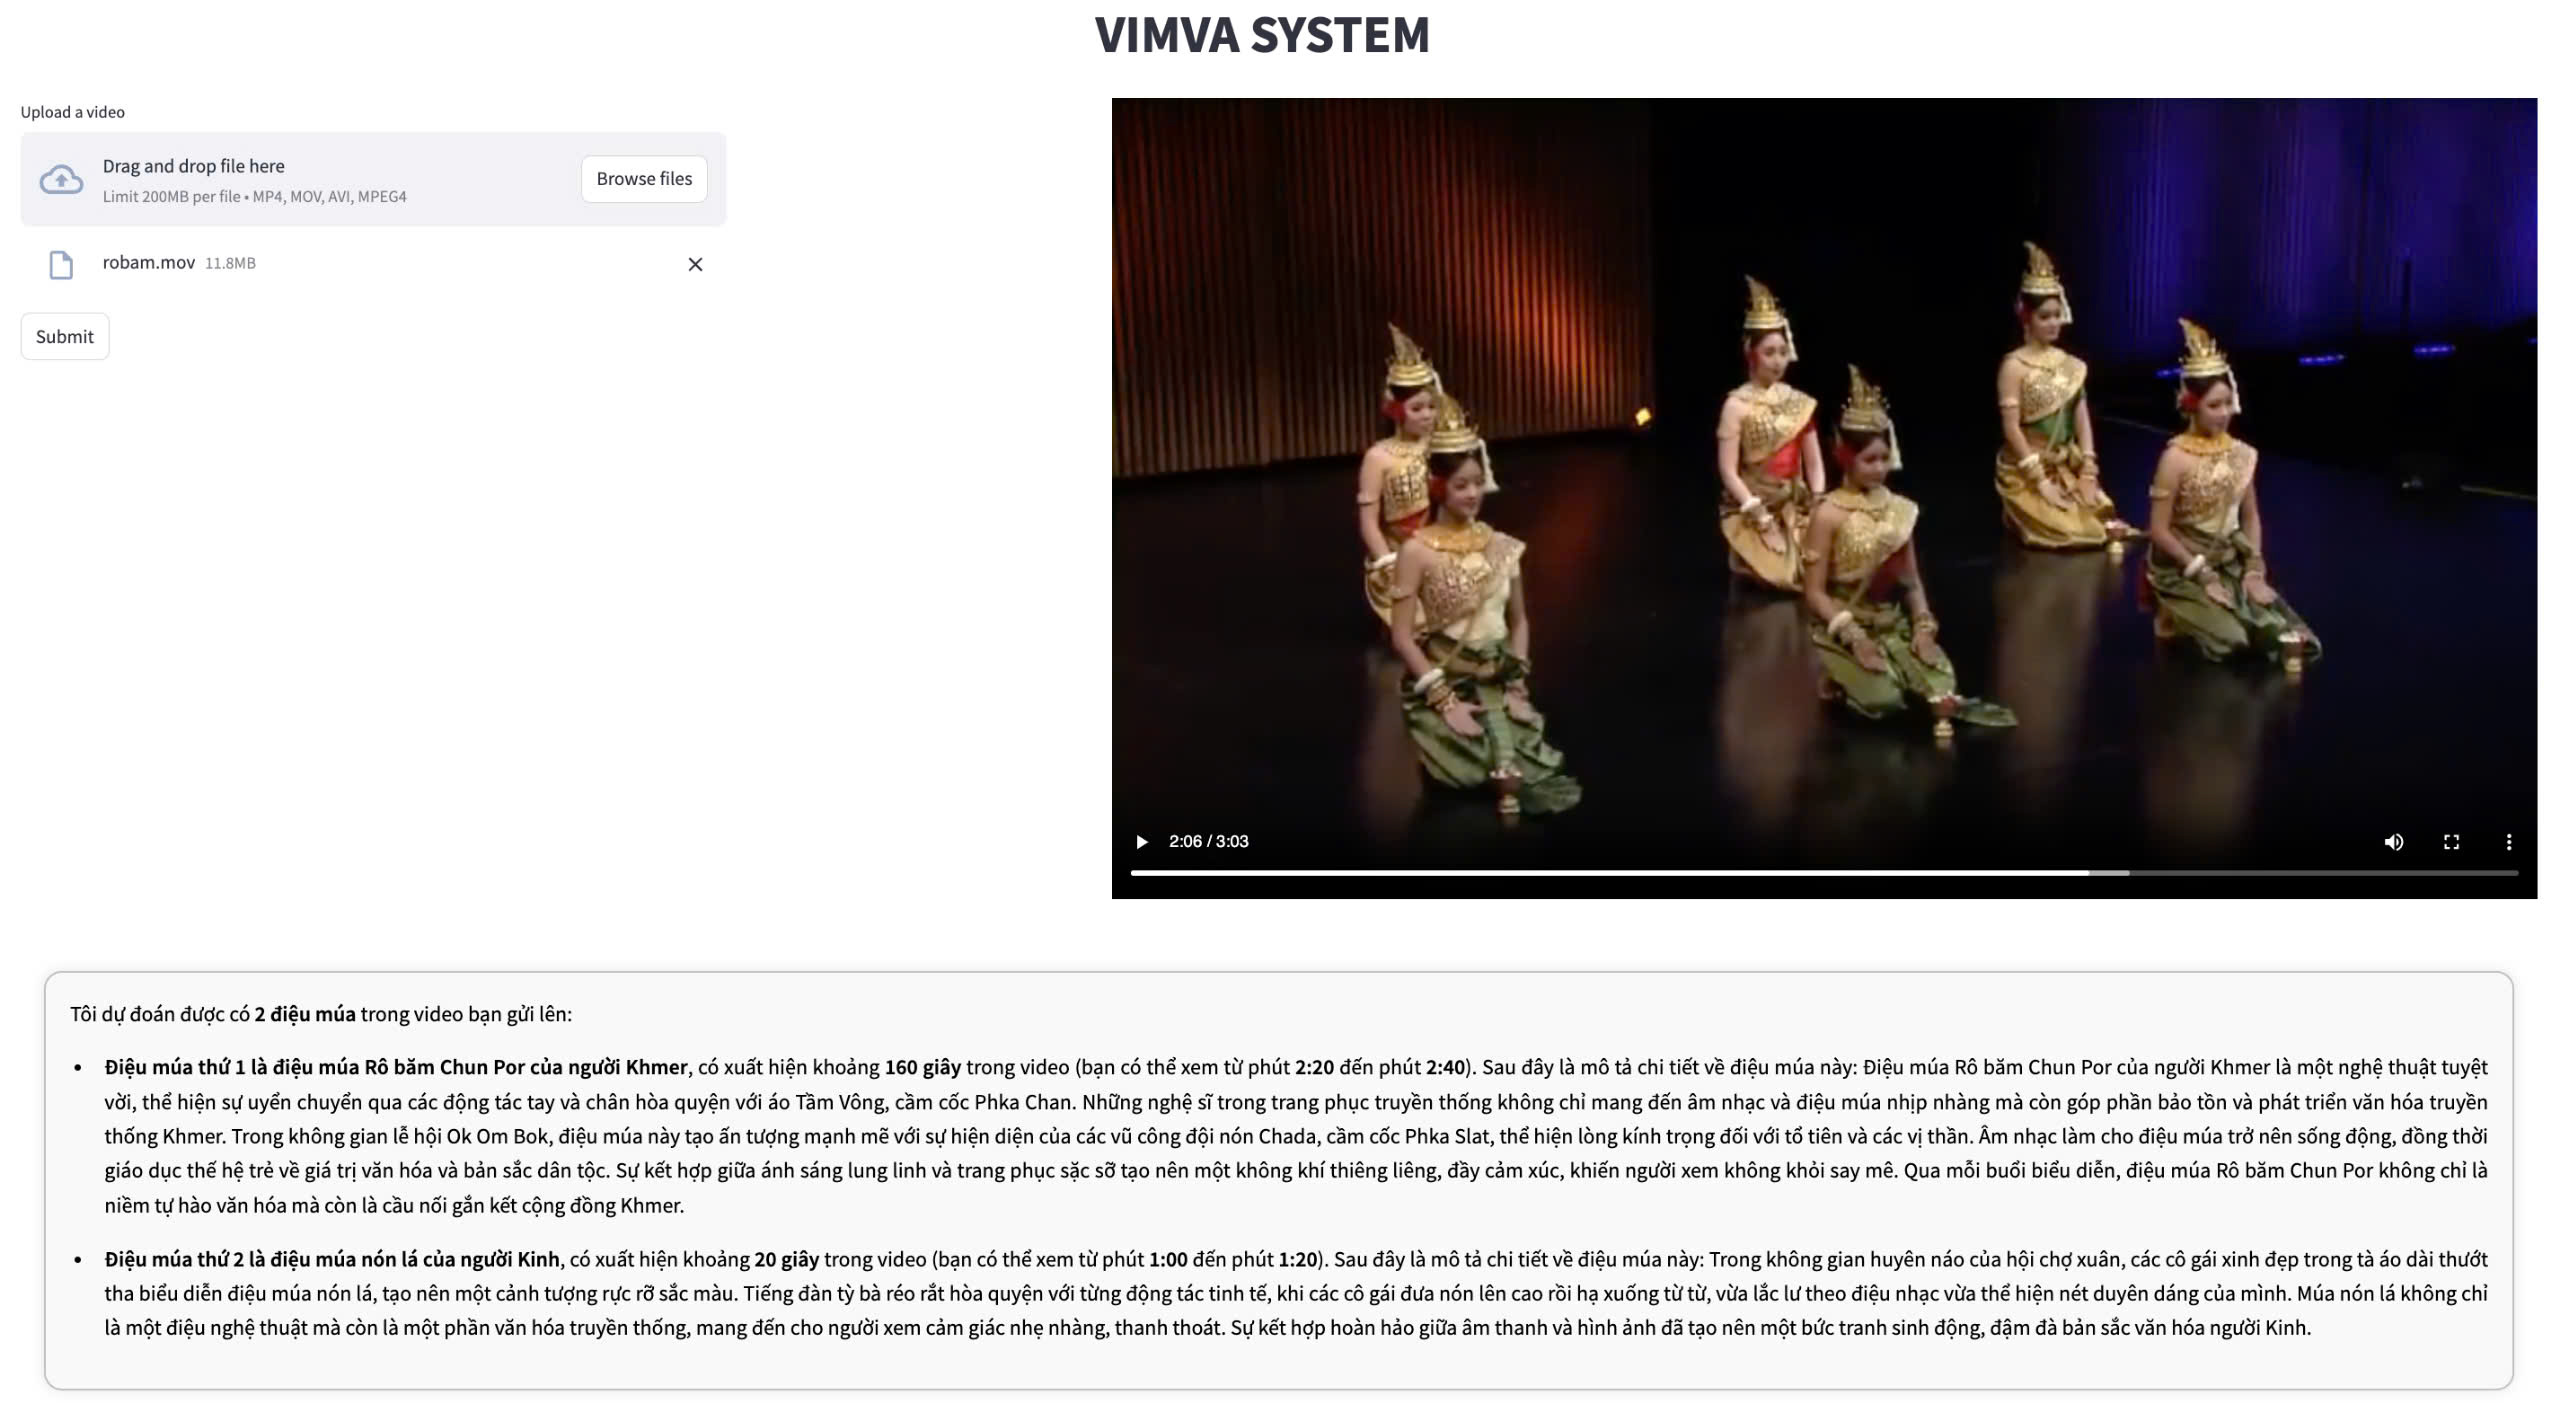 VIMVA SYSTEM
Upload a video
Drag and drop file here
Limit 200MB per file • MP4, MOV, AVI, MPEG4
Browse files
robam.mov 11.8MB
Submit
2:06 / 3:03
Tôi dự đoán được có 2 điệu múa trong video bạn gửi lên:
• Điệu múa thứ 1 là điệu múa Rô băm Chun Por của người Khmer, có xuất hiện khoảng 160 giây trong video (bạn có thể xem từ phút 2:20 đến phút 2:40). Sau đây là mô tả chi tiết về điệu múa này: Điệu múa Rô băm Chun Por của người Khmer là một nghệ thuật tuyệt
vời, thể hiện sự uyển chuyển qua các động tác tay và chân hòa quyện với áo Tầm Vông, cầm cốc Phka Chan. Những nghệ sĩ trong trang phục truyền thống không chỉ mang đến âm nhạc và điệu múa nhịp nhàng mà còn góp phần bảo tồn và phát triển văn hóa truyền
thống Khmer. Trong không gian lễ hội Ok Om Bok, điệu múa này tạo ấn tượng mạnh mẽ với sự hiện diện của các vũ công đội nón Chada, cầm cốc Phka Slat, thể hiện lòng kính trọng đối với tổ tiên và các vị thần. Âm nhạc làm cho điệu múa trở nên sống động, đồng thời
giáo dục thế hệ trẻ về giá trị văn hóa và bản sắc dân tộc. Sự kết hợp giữa ánh sáng lung linh và trang phục sặc sỡ tạo nên một không khí thiêng liêng, đầy cảm xúc, khiến người xem không khỏi say mê. Qua mỗi buổi biểu diễn, điệu múa Rô băm Chun Por không chỉ là
niềm tự hào văn hóa mà còn là cầu nối gắn kết cộng đồng Khmer.
• Điệu múa thứ 2 là điệu múa nón lá của người Kinh, có xuất hiện khoảng 20 giây trong video (bạn có thể xem từ phút 1:00 đến phút 1:20). Sau đây là mô tả chi tiết về điệu múa này: Trong không gian huyên náo của hội chợ xuân, các cô gái xinh đẹp trong tà áo dài thướt
tha biểu diễn điệu múa nón lá, tạo nên một cảnh tượng rực rỡ sắc màu. Tiếng đàn tỳ bà réo rắt hòa quyện với từng động tác tinh tế, khi các cô gái đưa nón lên cao rồi hạ xuống từ từ, vừa lắc lư theo điệu nhạc vừa thể hiện nét duyên dáng của mình. Múa nón lá không chỉ
là một điệu nghệ thuật mà còn là một phần văn hóa truyền thống, mang đến cho người xem cảm giác nhẹ nhàng, thanh thoát. Sự kết hợp hoàn hảo giữa âm thanh và hình ảnh đã tạo nên một bức tranh sinh động, đậm đà bản sắc văn hóa người Kinh.